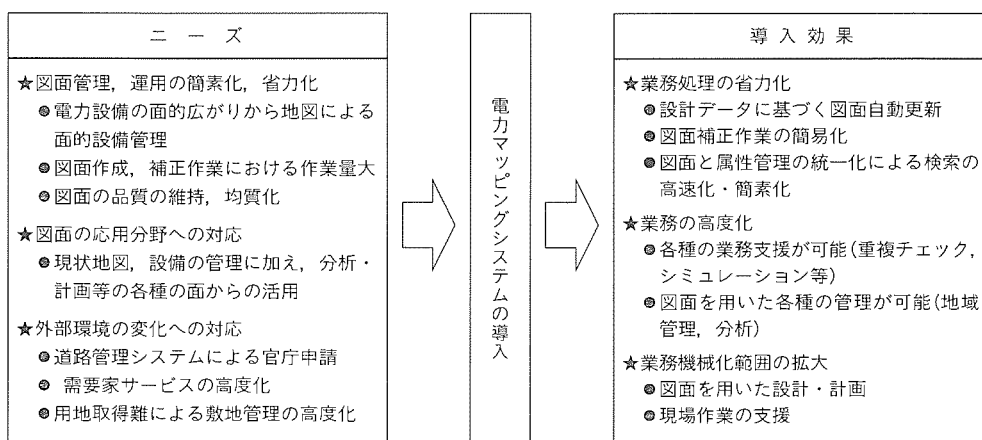 ニーズ
★図面管理，運用の簡素化，省力化
●電力設備の面的広がりから地図による
面的設備管理
●図面作成，補正作業における作業量大
●図面の品質の維持，均質化
★図面の応用分野への対応
●現状地図，設備の管理に加え，分析・
計画等の各種の面からの活用
★外部環境の変化への対応
●道路管理システムによる官庁申請
●需要家サービスの高度化
●用地取得難による敷地管理の高度化
電力マッピングシステムの導入
導入効果
★業務処理の省力化
●設計データに基づく図面自動更新
●図面補正作業の簡易化
●図面と属性管理の統一化による検索の
高速化・簡素化
★業務の高度化
●各種の業務支援が可能(重複チェック，
シミュレーション等)
●図面を用いた各種の管理が可能(地域
管理，分析)
★業務機械化範囲の拡大
●図面を用いた設計・計画
●現場作業の支援